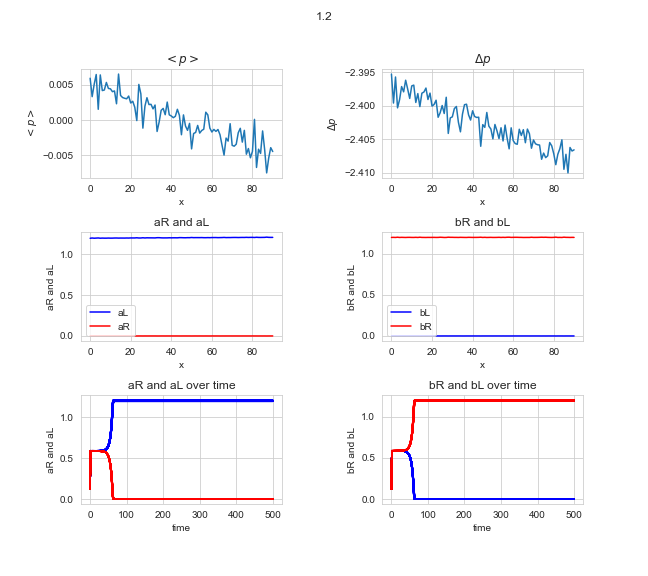 1.2
< p >
Δp
0.005
0.000
−0.005
< p >
0 20 40 60 80
x
−2.395
−2.400
−2.405
−2.410
Δp
0 20 40 60 80
x
aR and aL
bR and bL
1.0
0.5
0.0
aR and aL
aL
aR
0 20 40 60 80
x
1.0
0.5
0.0
bR and bL
bL
bR
0 20 40 60 80
x
aR and aL over time
bR and bL over time
1.0
0.5
0.0
aR and aL
0 100 200 300 400 500
time
1.0
0.5
0.0
bR and bL
0 100 200 300 400 500
time